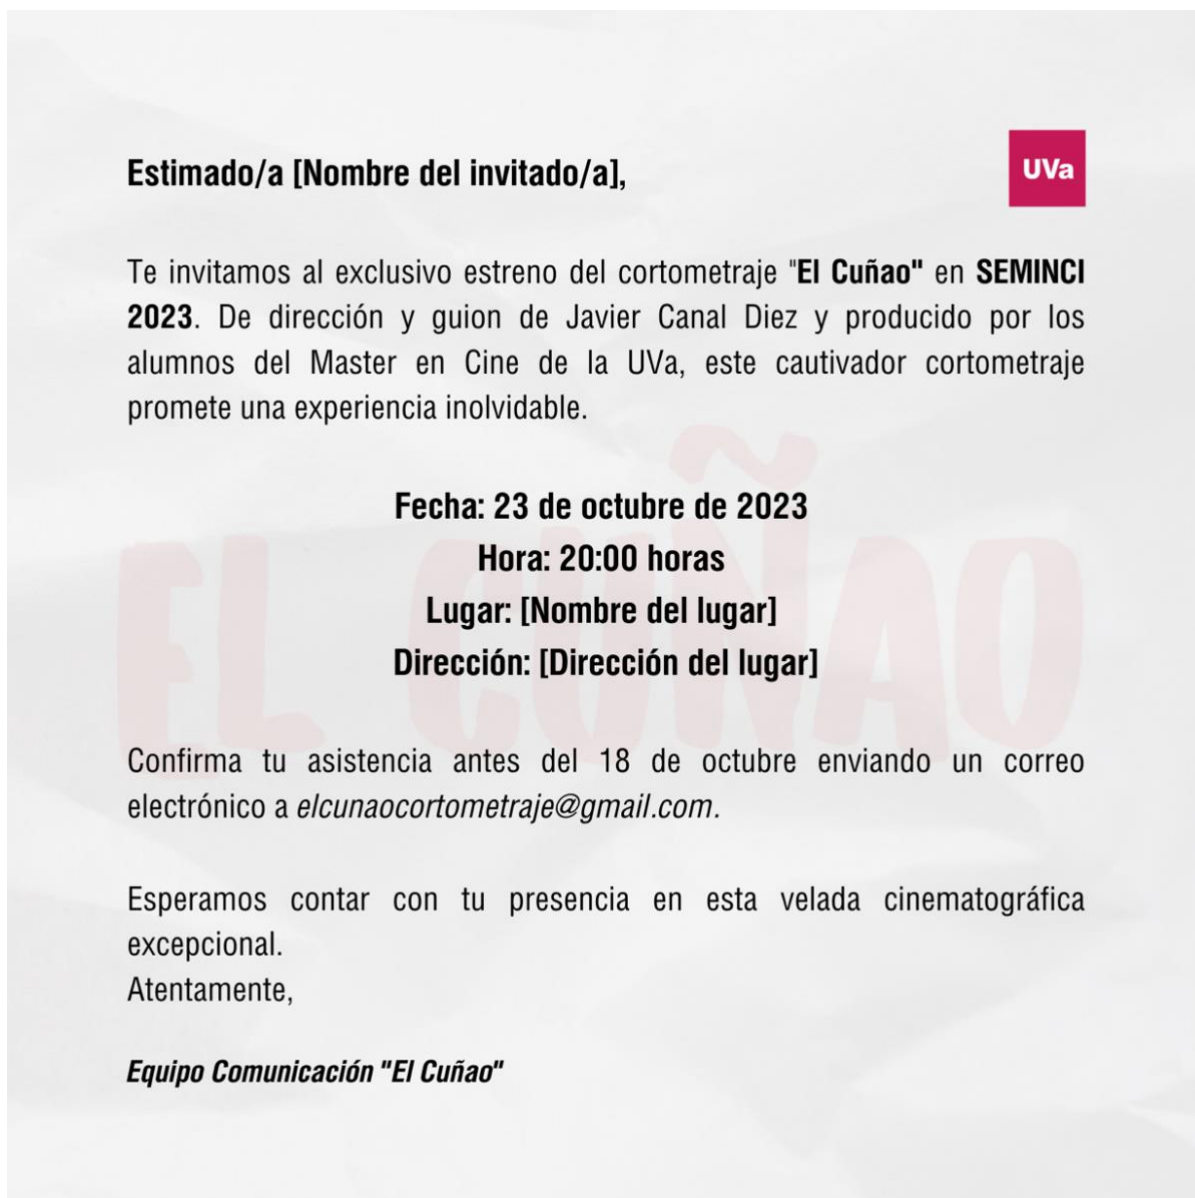 Estimado/a [Nombre del invitado/a],
UVa
Te invitamos al exclusivo estreno del cortometraje "El Cuñao" en SEMINCI
2023. De dirección y guion de Javier Canal Diez y producido por los
alumnos del Master en Cine de la UVa, este cautivador cortometraje
promete una experiencia inolvidable.
EL CUÑAO
Fecha: 23 de octubre de 2023
Hora: 20:00 horas
Lugar: [Nombre del lugar]
Dirección: [Dirección del lugar]
Confirma tu asistencia antes del 18 de octubre enviando un correo
electrónico a elcunaocortometraje@gmail.com.
Esperamos contar con tu presencia en esta velada cinematográfica
excepcional.
Atentamente,
Equipo Comunicación "El Cuñao"